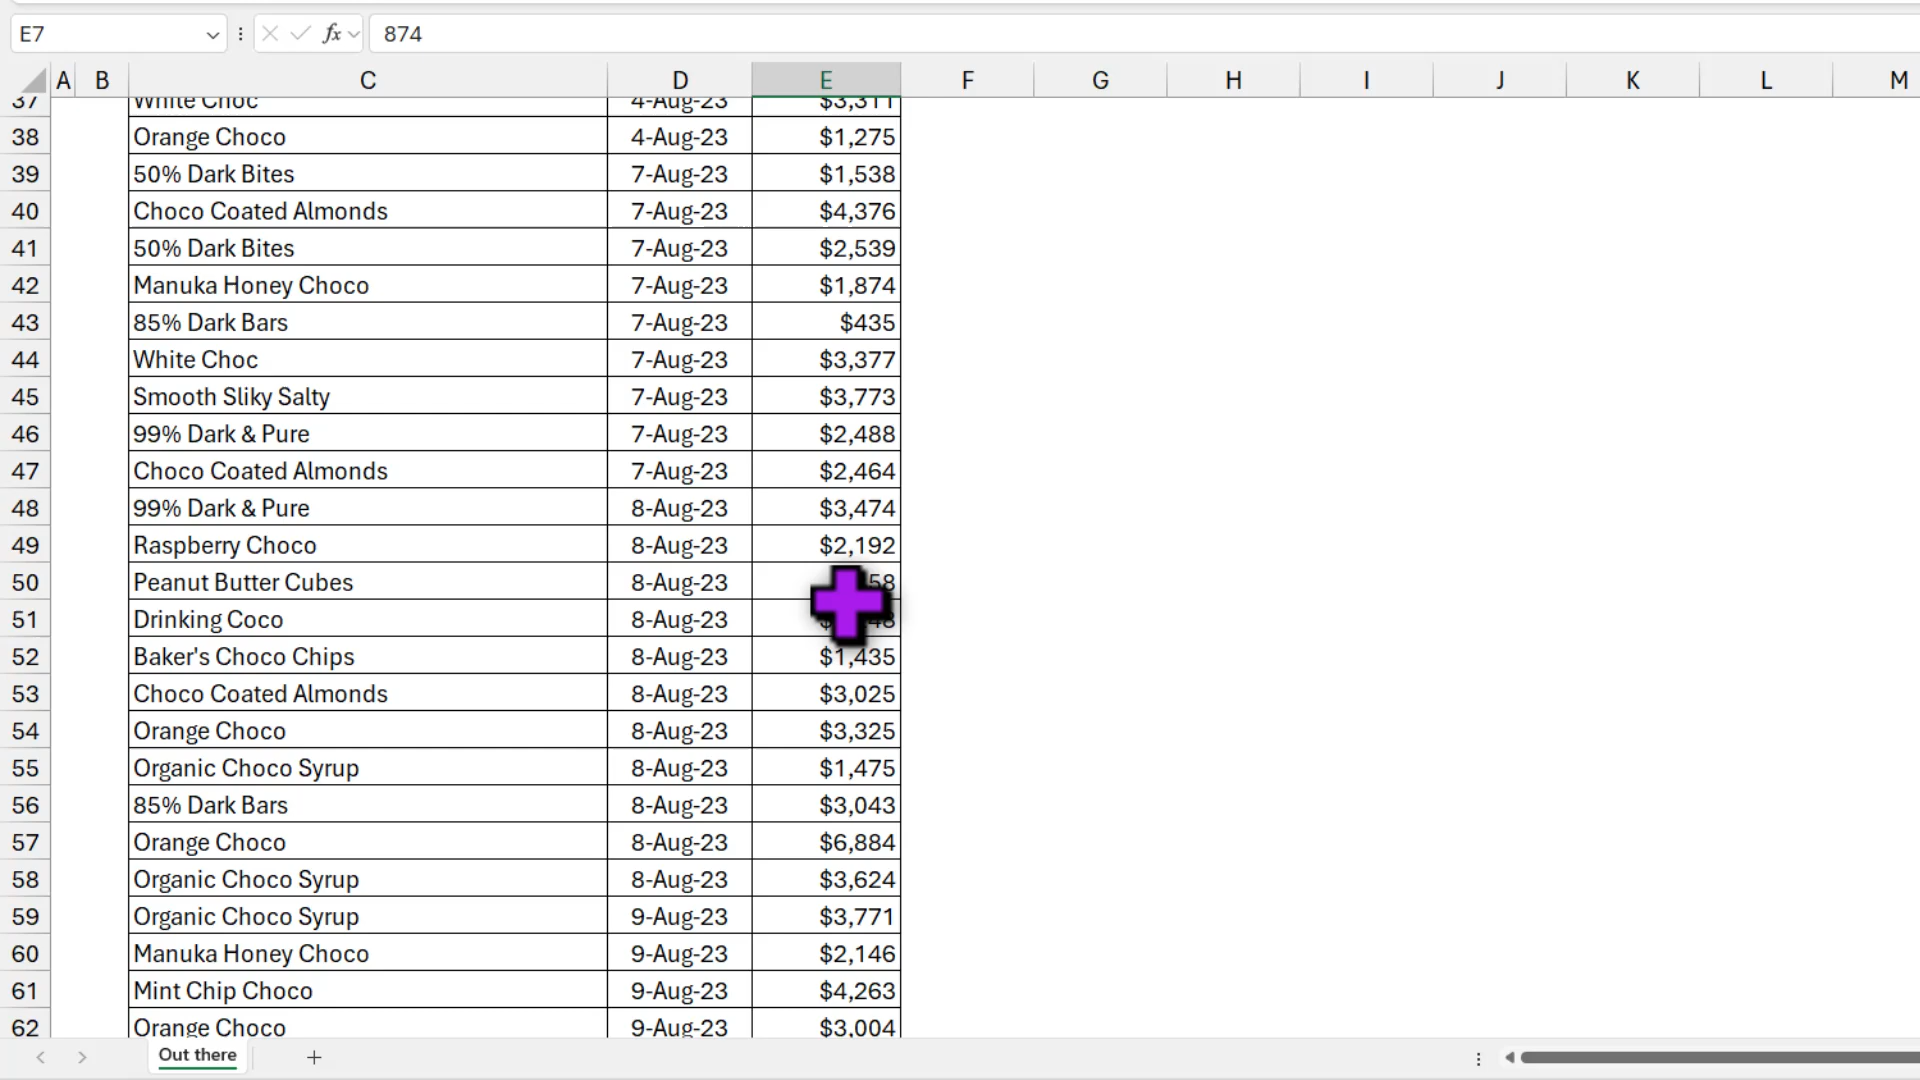 E7 fx 874
A B C D E F G H I J K L M
37 White Choc 4-Aug-23 $3,311
38 Orange Choco 4-Aug-23 $1,275
39 50% Dark Bites 7-Aug-23 $1,538
40 Choco Coated Almonds 7-Aug-23 $4,376
41 50% Dark Bites 7-Aug-23 $2,539
42 Manuka Honey Choco 7-Aug-23 $1,874
43 85% Dark Bars 7-Aug-23 $435
44 White Choc 7-Aug-23 $3,377
45 Smooth Sliky Salty 7-Aug-23 $3,773
46 99% Dark & Pure 7-Aug-23 $2,488
47 Choco Coated Almonds 7-Aug-23 $2,464
48 99% Dark & Pure 8-Aug-23 $3,474
49 Raspberry Choco 8-Aug-23 $2,192
50 Peanut Butter Cubes 8-Aug-23
51 Drinking Coco 8-Aug-23
52 Baker's Choco Chips 8-Aug-23 $1,435
53 Choco Coated Almonds 8-Aug-23 $3,025
54 Orange Choco 8-Aug-23 $3,325
55 Organic Choco Syrup 8-Aug-23 $1,475
56 85% Dark Bars 8-Aug-23 $3,043
57 Orange Choco 8-Aug-23 $6,884
58 Organic Choco Syrup 8-Aug-23 $3,624
59 Organic Choco Syrup 9-Aug-23 $3,771
60 Manuka Honey Choco 9-Aug-23 $2,146
61 Mint Chip Choco 9-Aug-23 $4,263
62 Orange Choco 9-Aug-23 $3,004
Out there